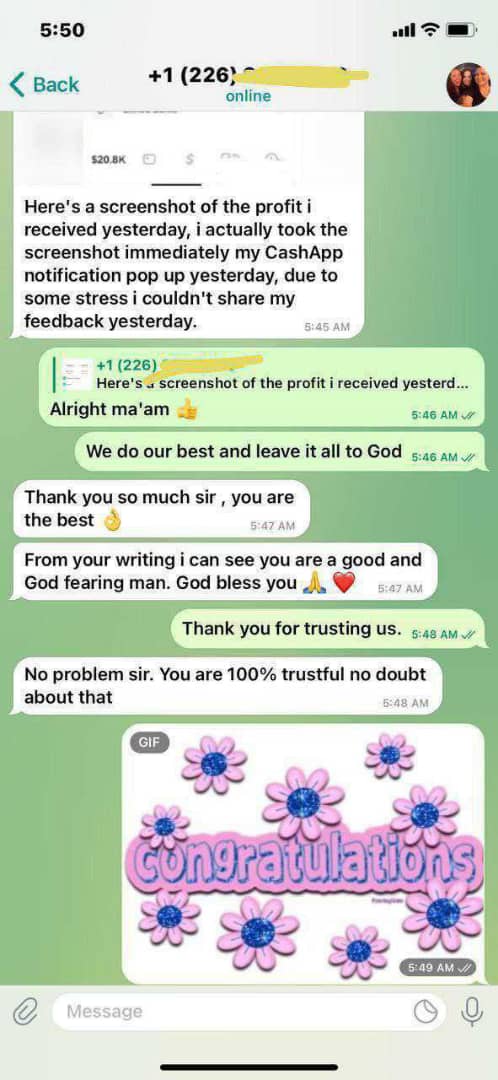 5:50
Back
+1 (226)
online
$20.8K
$
Here's a screenshot of the profit i
received yesterday, i actually took the
screenshot immediately my CashApp
notification pop up yesterday, due to
some stress i couldn't share my
feedback yesterday.
5:45 AM
+1 (226)
Here's a screenshot of the profit i received yesterd...
Alright ma'am 👍
5:46 AM
We do our best and leave it all to God
5:46 AM
Thank you so much sir , you are
the best 👌
5:47 AM
From your writing i can see you are a good and
God fearing man. God bless you 🙏 ❤️
5:47 AM
Thank you for trusting us.
5:48 AM
No problem sir. You are 100% trustful no doubt
about that
5:48 AM
GIF
congratulations
5:49 AM
Message